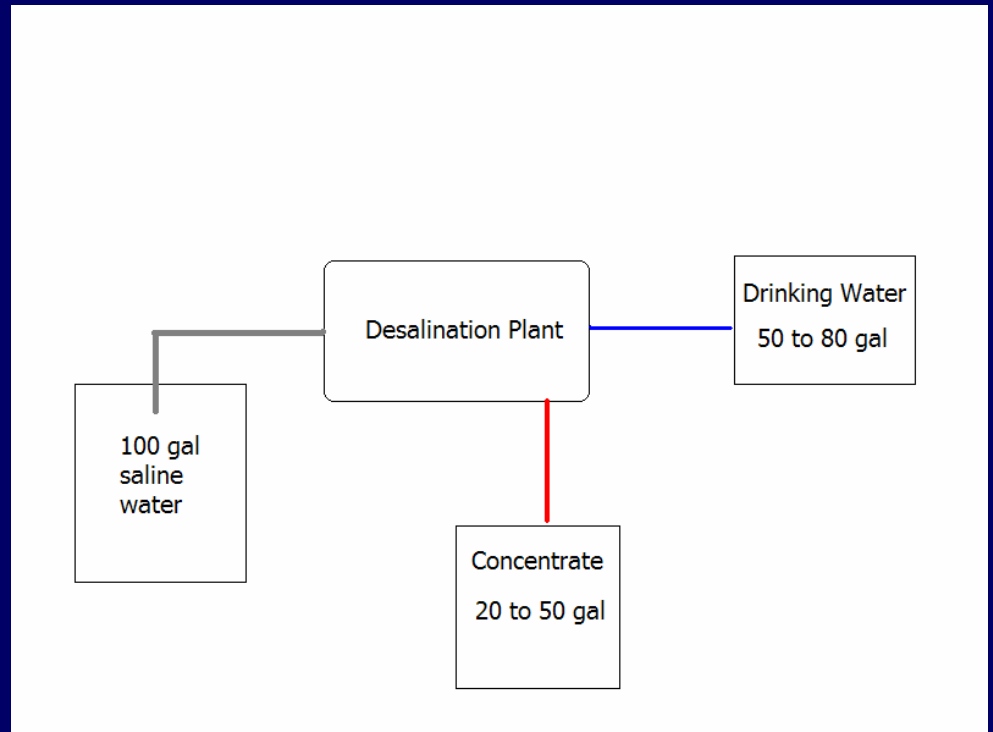 Desalination Plant
Drinking Water
50 to 80 gal
100 gal
saline
water
Concentrate
20 to 50 gal